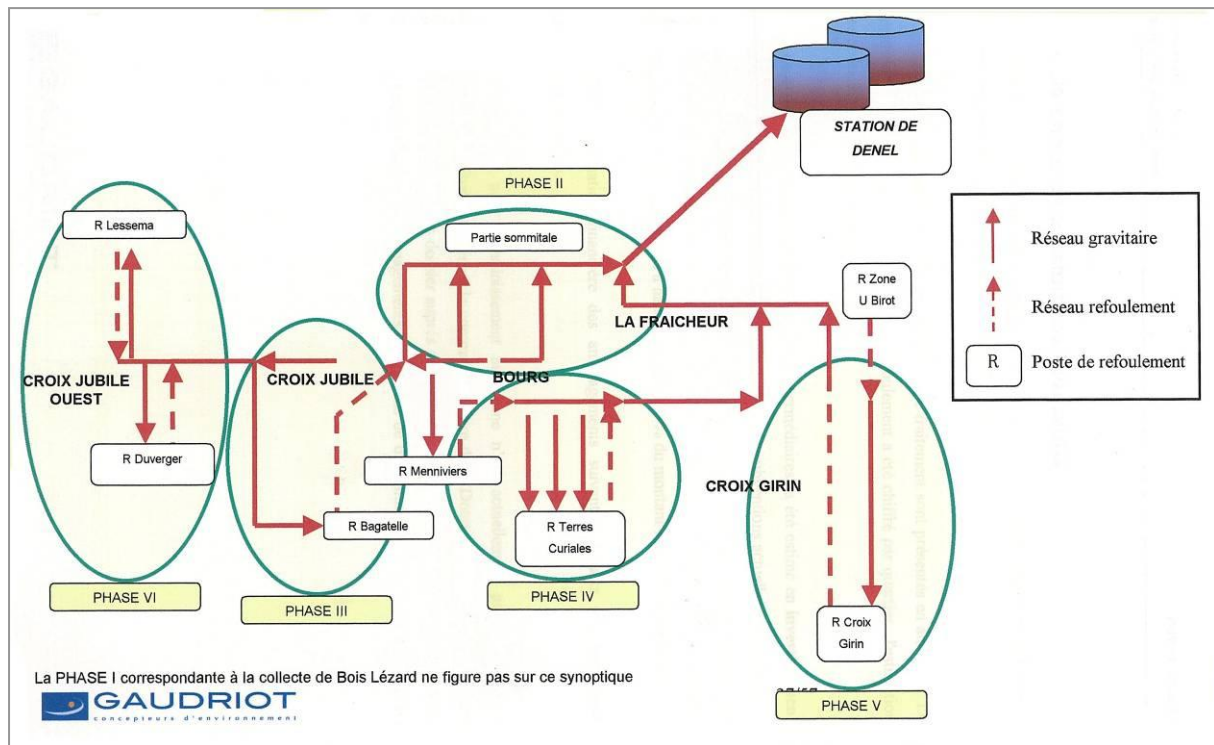 STATION DE
DENEL
PHASE II
R Lessema
Partie sommitale
R Zone
U Birot
Réseau gravitaire
Réseau refoulement
R
Poste de refoulement
LA FRAICHEUR
CROIX JUBILE
OUEST
CROIX JUBILE
BOURG
R Duverger
R Menniviers
CROIX GIRIN
R Bagatelle
R Terres
Curiales
PHASE VI
PHASE III
PHASE IV
R Croix
Girin
La PHASE I correspondante à la collecte de Bois Lézard ne figure pas sur ce synoptique
GAUDRIOT
concepteurs d'environnement
PHASE V